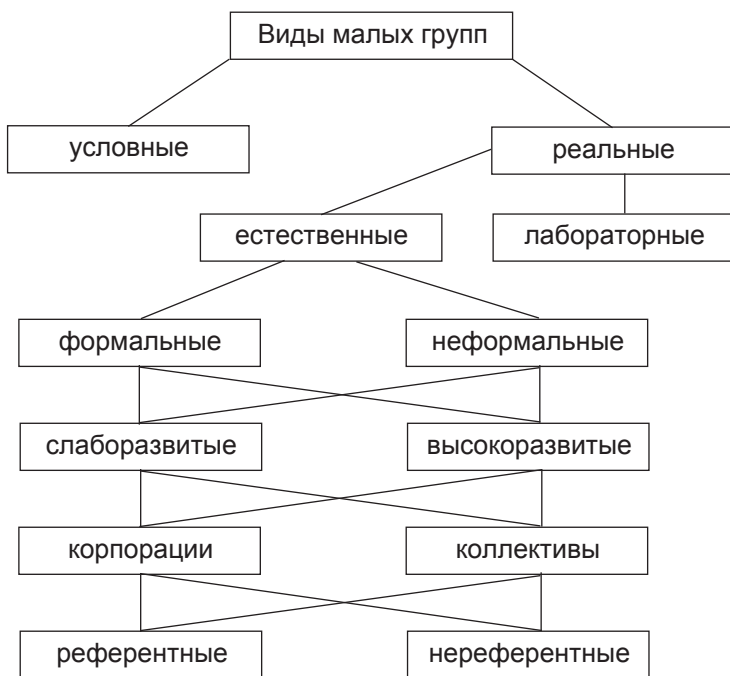 Виды малых групп
условные
реальные
естественные
лабораторные
формальные
неформальные
слаборазвитые
высокоразвитые
корпорации
коллективы
референтные
нереферентные